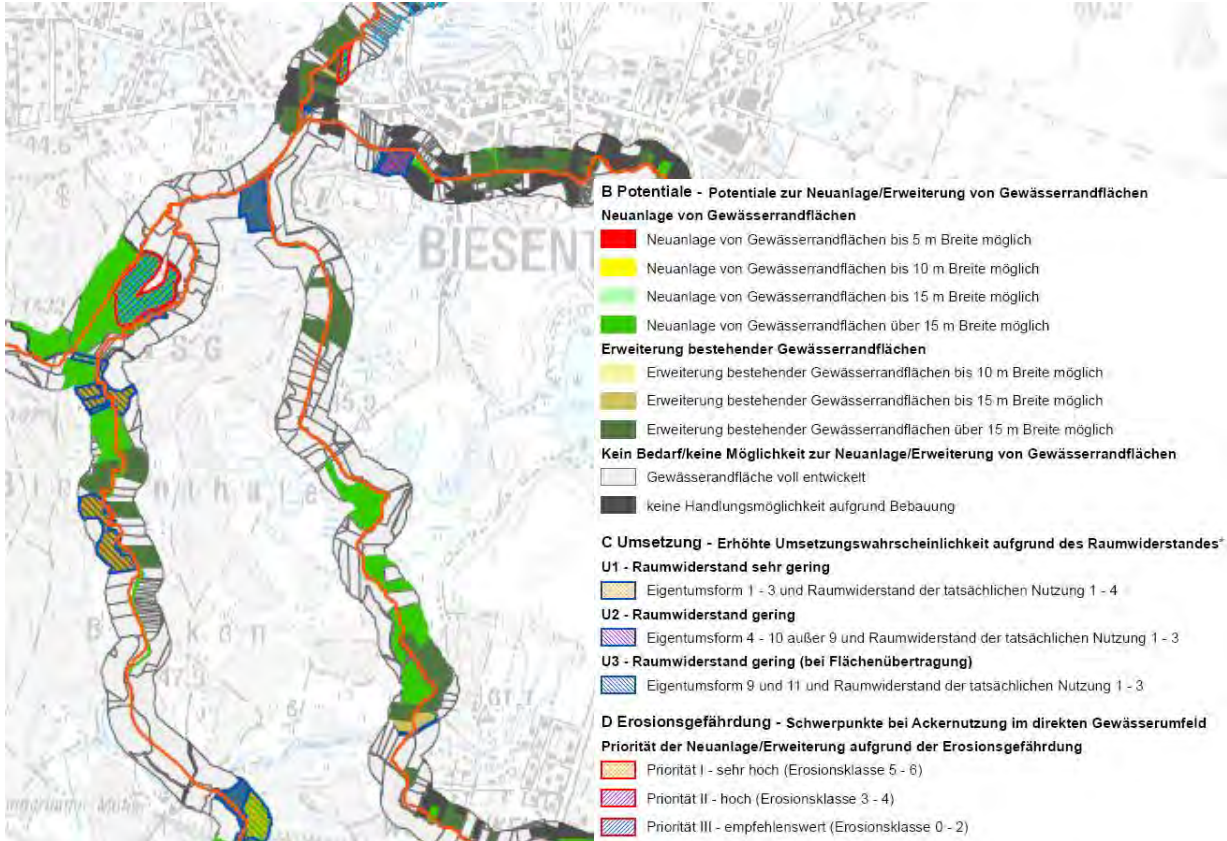 44.6
BIESENT
S G
45,9
47.9
6/
B Potentiale - Potentiale zur Neuanlage/Erweiterung von Gewässerrandflächen
Neuanlage von Gewässerrandflächen
Neuanlage von Gewässerrandflächen bis 5 m Breite möglich
Neuanlage von Gewässerrandflächen bis 10 m Breite möglich
Neuanlage von Gewässerrandflächen bis 15 m Breite möglich
Neuanlage von Gewässerrandflächen über 15 m Breite möglich
Erweiterung bestehender Gewässerrandflächen
Erweiterung bestehender Gewässerrandflächen bis 10 m Breite möglich
Erweiterung bestehender Gewässerrandflächen bis 15 m Breite möglich
Erweiterung bestehender Gewässerrandflächen über 15 m Breite möglich
Kein Bedarf/keine Möglichkeit zur Neuanlage/Erweiterung von Gewässerrandflächen
Gewässerandfläche voll entwickelt
keine Handlungsmöglichkeit aufgrund Bebauung
C Umsetzung - Erhöhte Umsetzungswahrscheinlichkeit aufgrund des Raumwiderstandes*
U1 - Raumwiderstand sehr gering
Eigentumsform 1 - 3 und Raumwiderstand der tatsächlichen Nutzung 1 - 4
U2 - Raumwiderstand gering
Eigentumsform 4 - 10 außer 9 und Raumwiderstand der tatsächlichen Nutzung 1 - 3
U3 - Raumwiderstand gering (bei Flächenübertragung)
Eigentumsform 9 und 11 und Raumwiderstand der tatsächlichen Nutzung 1 - 3
D Erosionsgefährdung - Schwerpunkte bei Ackernutzung im direkten Gewässerumfeld
Priorität der Neuanlage/Erweiterung aufgrund der Erosionsgefährdung
Priorität I - sehr hoch (Erosionsklasse 5 - 6)
Priorität II - hoch (Erosionsklasse 3 - 4)
Priorität III - empfehlenswert (Erosionsklasse 0 - 2)